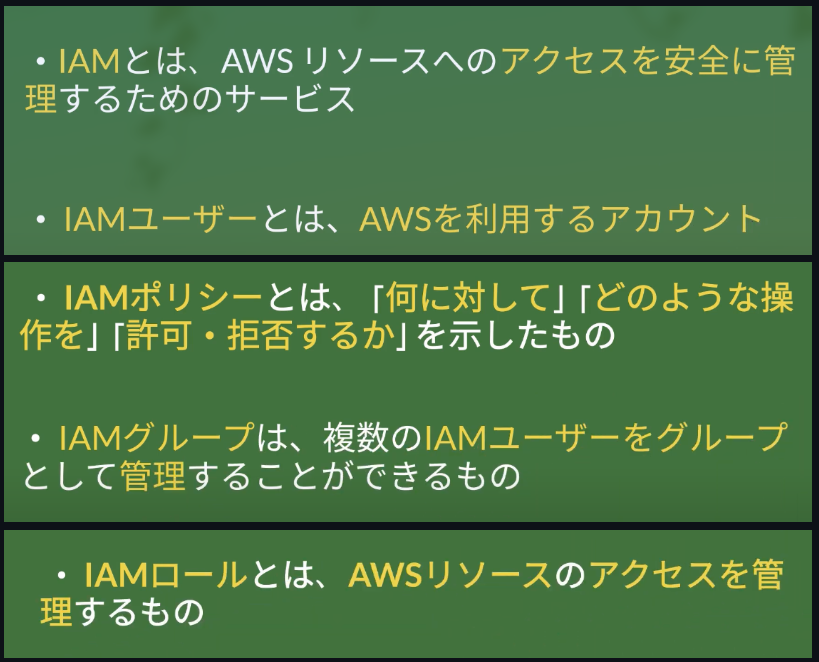 ・IAMとは、AWS リソースへのアクセスを安全に管
理するためのサービス
・IAMユーザーとは、AWSを利用するアカウント
・IAMポリシーとは、「何に対して」「どのような操
作を」「許可・拒否するか」を示したもの
・IAMグループは、複数のIAMユーザーをグループ
として管理することができるもの
・IAMロールとは、AWSリソースのアクセスを管
理するもの